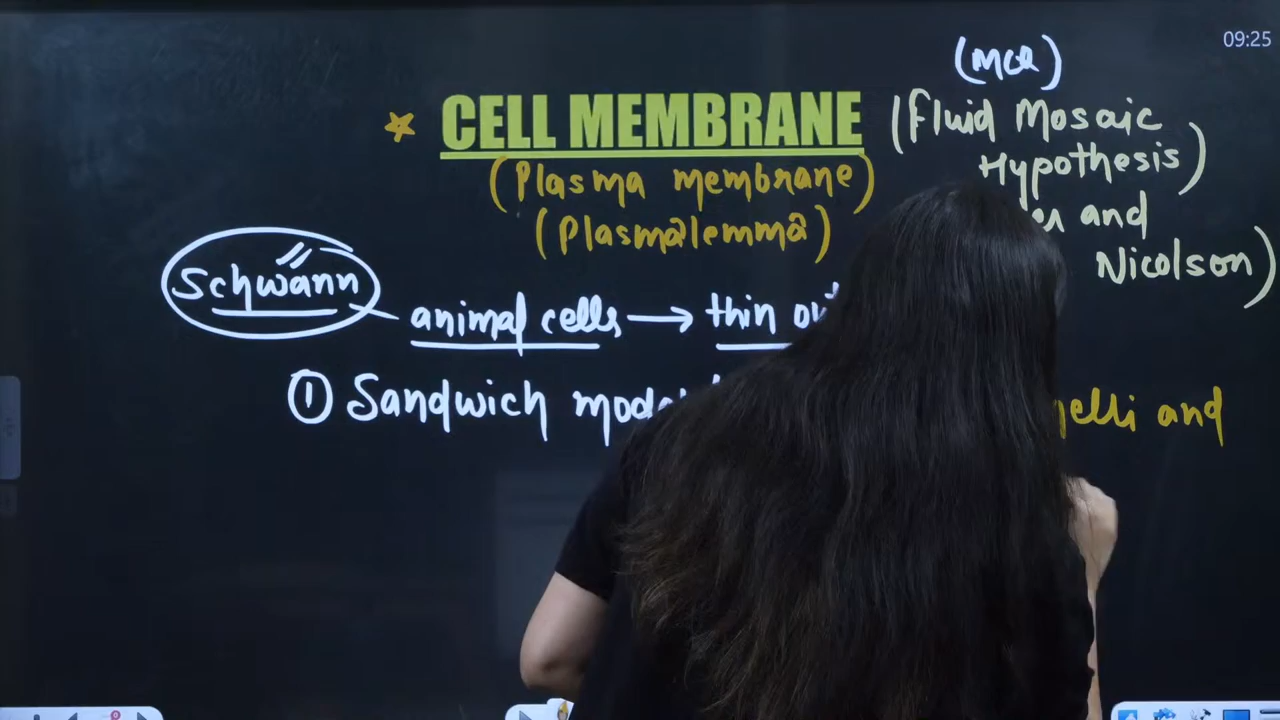 09:25
(MCQ)
CELL MEMBRANE
(Fluid Mosaic
Hypothesis)
(Plasma membrane)
and
(Plasmalemma)
Nicolson)
Schwann
animal cells → thin
① Sandwich
and